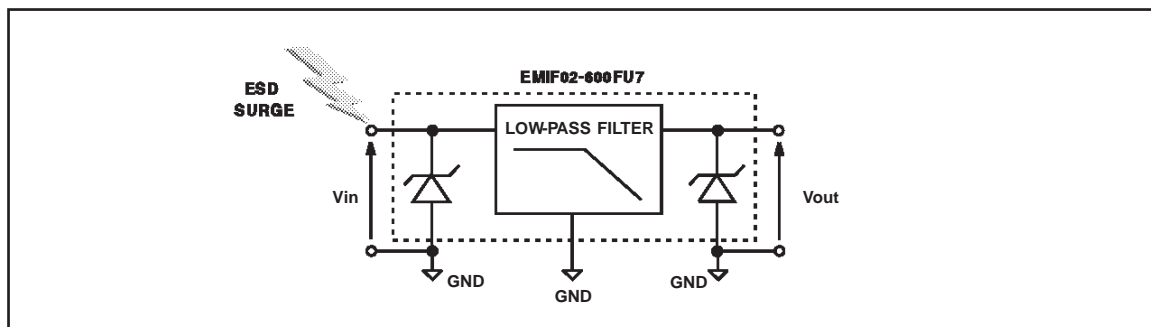 EMIF02-600FU7
ESD
SURGE
LOW-PASS FILTER
Vin
Vout
GND
GND
GND